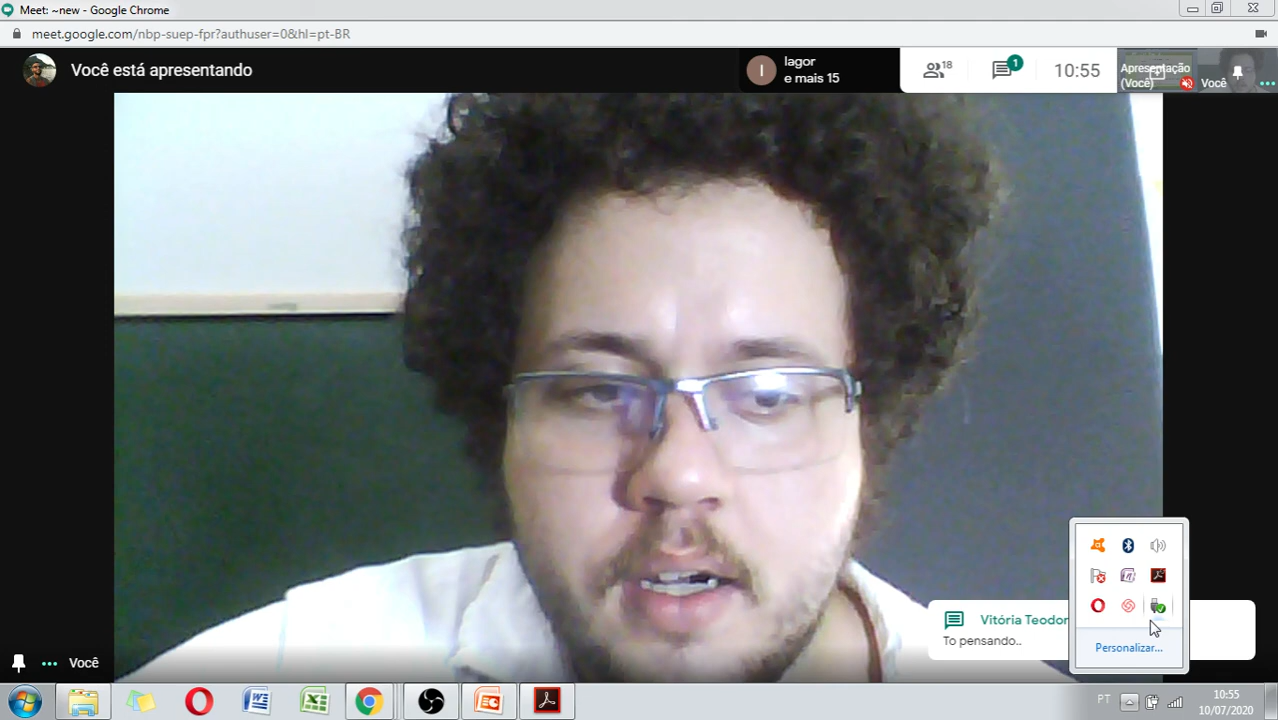 Meet: ~new - Google Chrome
meet.google.com/nbp-suep-fpr?authuser=0&hl=pt-BR
Você está apresentando
I
lagor
e mais 15
18
1
10:55
Apresentação
(Você)
Você
Vitória Teodor
To pensando..
Personalizar...
Você
PT
10:55
10/07/2020